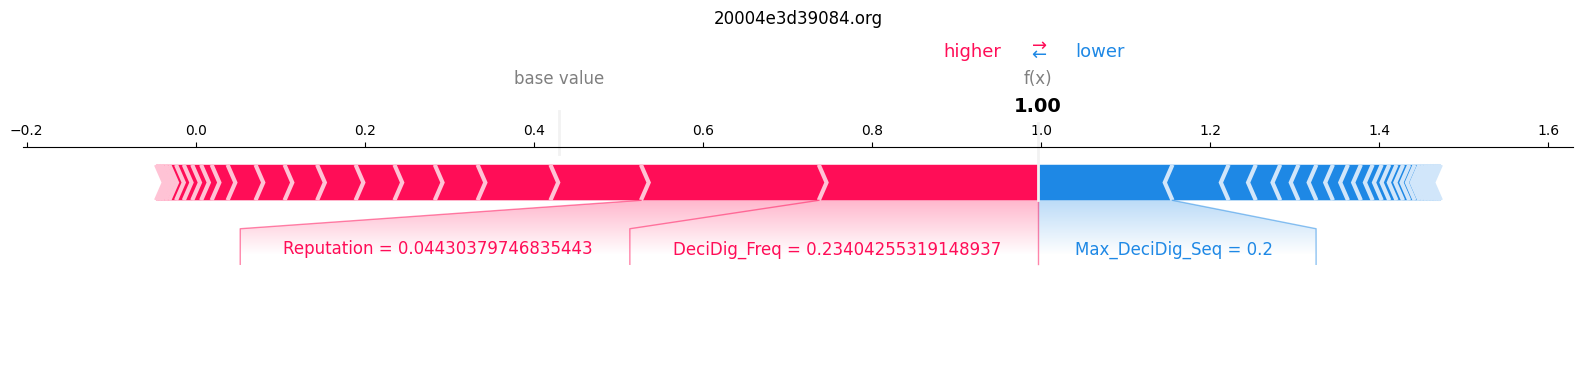 20004e3d39084.org
higher ⇄ lower
base value f(x)
1.00
−0.2 0.0 0.2 0.4 0.6 0.8 1.0 1.2 1.4 1.6
Reputation = 0.04430379746835443 DeciDig_Freq = 0.23404255319148937 Max_DeciDig_Seq = 0.2